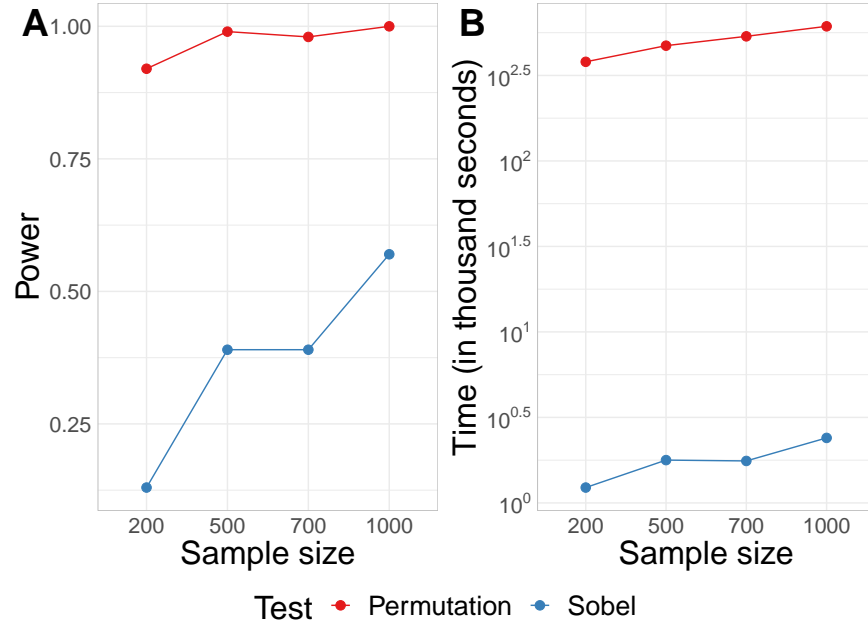 A
Power
1.00
0.75
0.50
0.25
200 500 700 1000
Sample size
B
Time (in thousand seconds)
10^2.5
10^2
10^1.5
10^1
10^0.5
10^0
200 500 700 1000
Sample size
Test Permutation Sobel